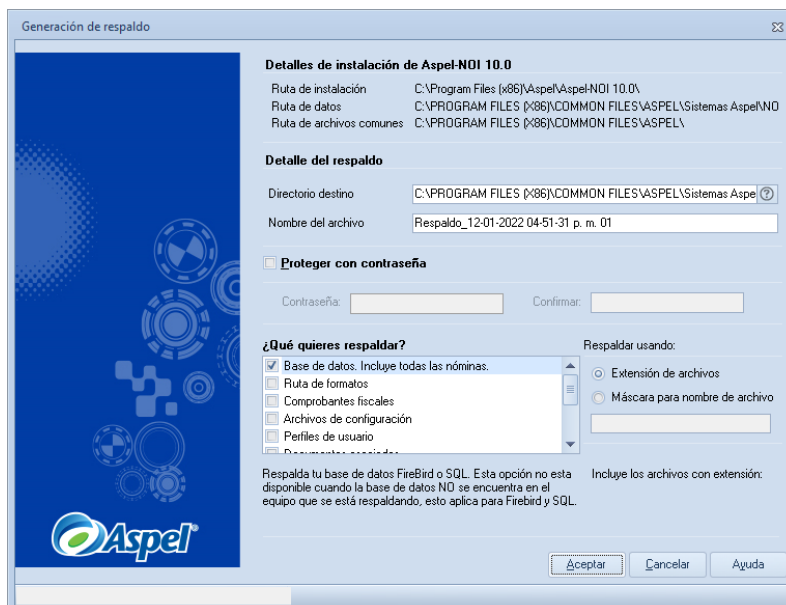 Generación de respaldo
Detalles de instalación de Aspel-NOI 10.0
Ruta de instalación C:\Program Files (x86)\Aspel\Aspel-NOI 10.0\
Ruta de datos C:\PROGRAM FILES (X86)\COMMON FILES\ASPEL\Sistemas Aspel\NO
Ruta de archivos comunes C:\PROGRAM FILES (X86)\COMMON FILES\ASPEL\
Detalle del respaldo
Directorio destino C:\PROGRAM FILES (X86)\COMMON FILES\ASPEL\Sistemas Aspe
Nombre del archivo Respaldo_12-01-2022 04-51-31 p. m. 01
Proteger con contraseña
Contraseña: Confirmar:
¿Qué quieres respaldar? Respaldar usando:
Base de datos. Incluye todas las nóminas.
Ruta de formatos
Comprobantes fiscales
Archivos de configuración
Perfiles de usuario
Documentos asociados
Extensión de archivos
Máscara para nombre de archivo
Respalda tu base de datos FireBird o SQL. Esta opción no esta
disponible cuando la base de datos NO se encuentra en el
equipo que se está respaldando, esto aplica para Firebird y SQL.
Incluye los archivos con extensión:
Aspel®
Aceptar Cancelar Ayuda